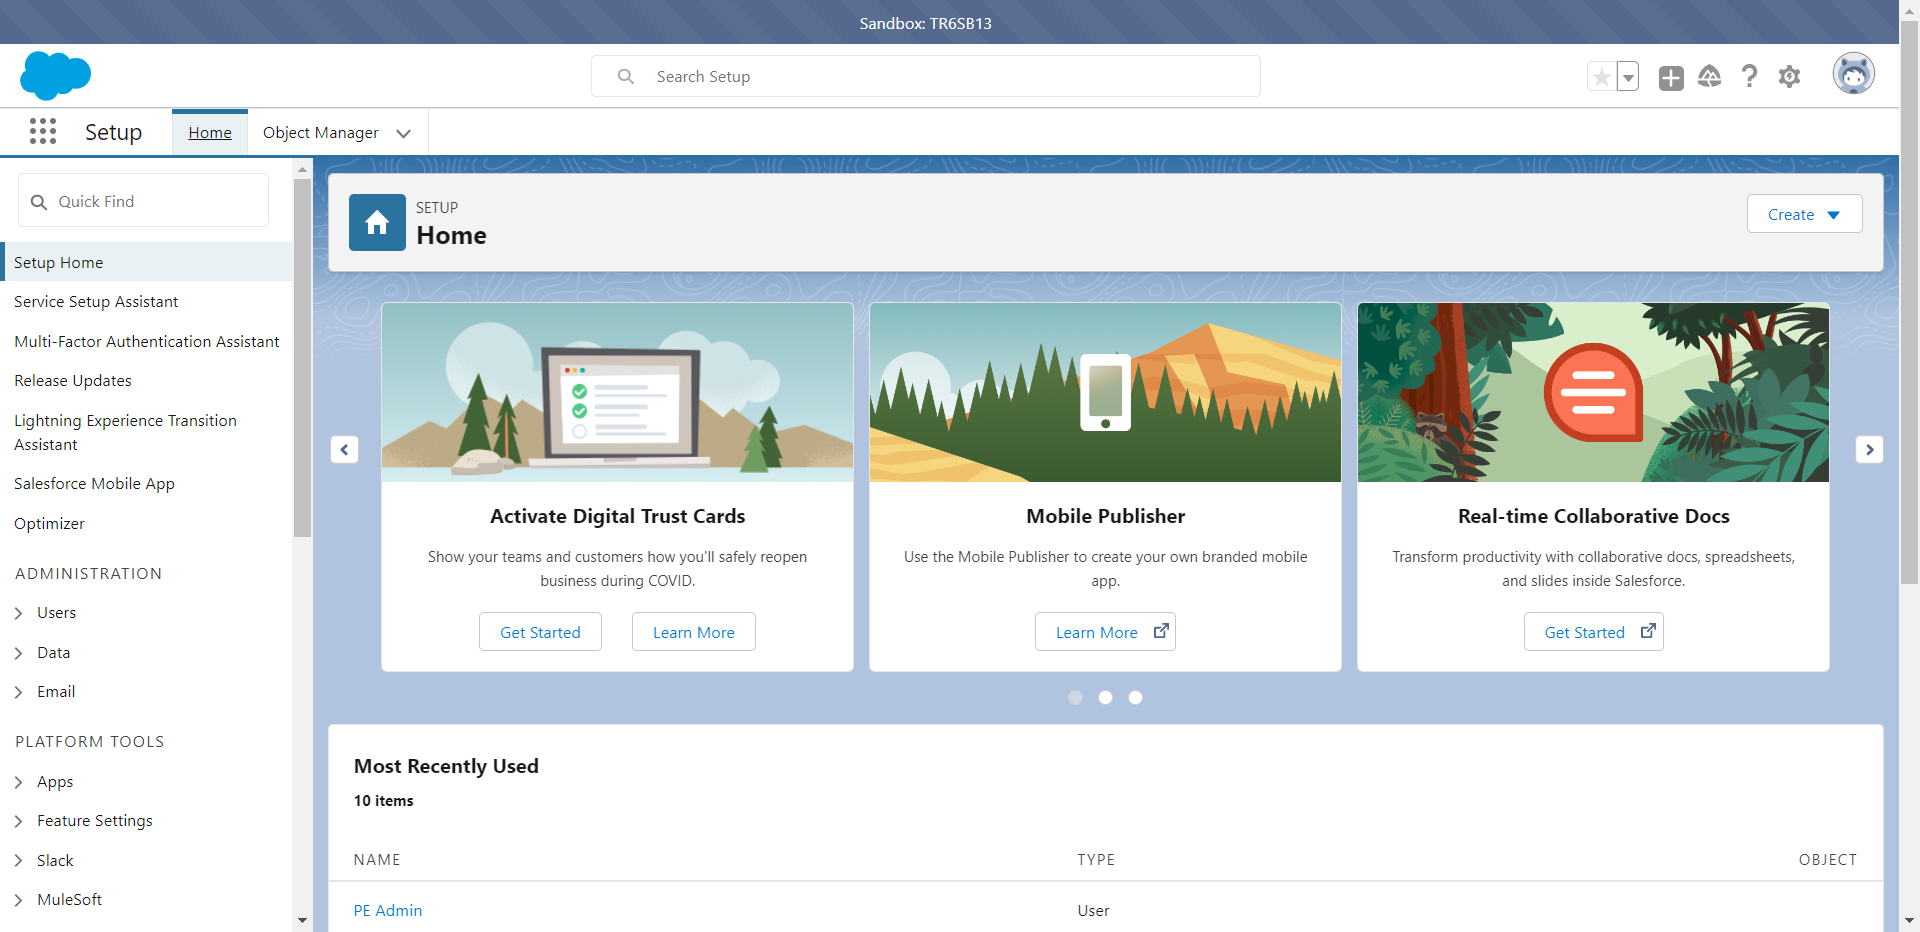 Sandbox: TR6SB13
Search Setup
Setup
Home
Object Manager
Quick Find
Setup Home
Service Setup Assistant
Multi-Factor Authentication Assistant
Release Updates
Lightning Experience Transition
Assistant
Salesforce Mobile App
Optimizer
ADMINISTRATION
Users
Data
Email
PLATFORM TOOLS
Apps
Feature Settings
Slack
MuleSoft
SETUP
Home
Create
Activate Digital Trust Cards
Show your teams and customers how you'll safely reopen
business during COVID.
Get Started
Learn More
Mobile Publisher
Use the Mobile Publisher to create your own branded mobile
app.
Learn More
Real-time Collaborative Docs
Transform productivity with collaborative docs, spreadsheets,
and slides inside Salesforce.
Get Started
Most Recently Used
10 items
NAME TYPE OBJECT
PE Admin User